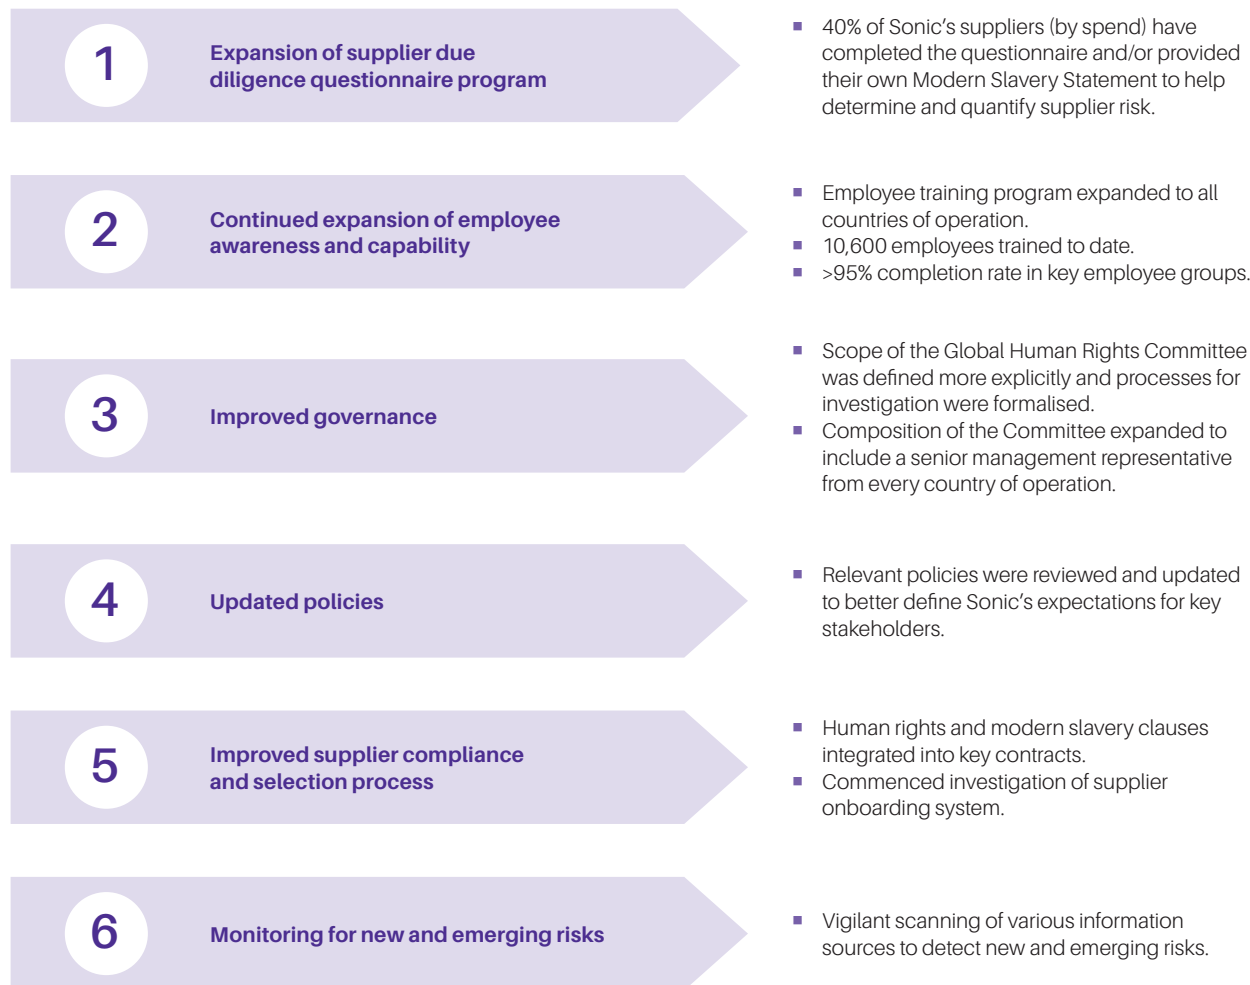 1
Expansion of supplier due
diligence questionnaire program
▪ 40% of Sonic’s suppliers (by spend) have
completed the questionnaire and/or provided
their own Modern Slavery Statement to help
determine and quantify supplier risk.
2
Continued expansion of employee
awareness and capability
▪ Employee training program expanded to all
countries of operation.
▪ 10,600 employees trained to date.
▪ >95% completion rate in key employee groups.
3
Improved governance
▪ Scope of the Global Human Rights Committee
was defined more explicitly and processes for
investigation were formalised.
▪ Composition of the Committee expanded to
include a senior management representative
from every country of operation.
4
Updated policies
▪ Relevant policies were reviewed and updated
to better define Sonic’s expectations for key
stakeholders.
5
Improved supplier compliance
and selection process
▪ Human rights and modern slavery clauses
integrated into key contracts.
▪ Commenced investigation of supplier
onboarding system.
6
Monitoring for new and emerging risks
▪ Vigilant scanning of various information
sources to detect new and emerging risks.